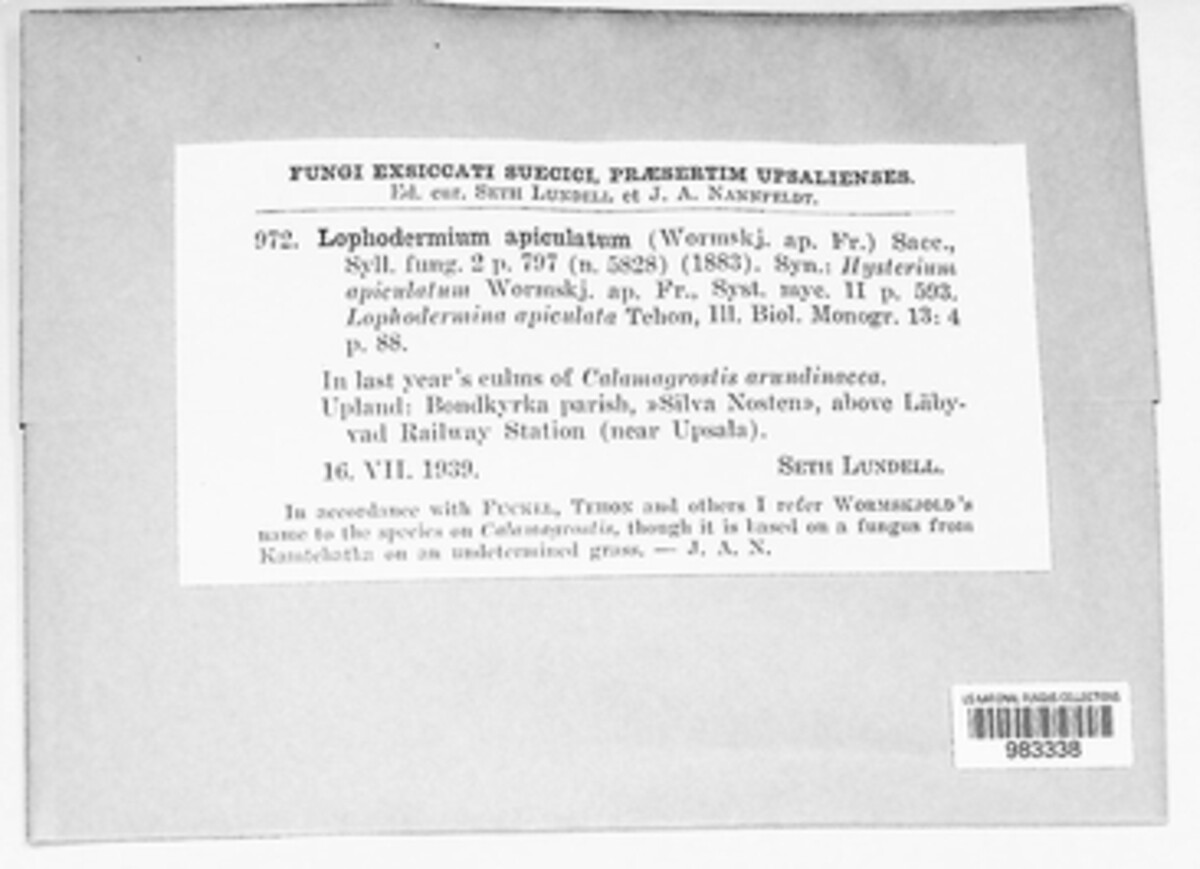 FUNGI EXSICCATI SUECICI, PRÆSERTIM UPSALIENSES.
Ed. cur. SETH LUNDELL et J. A. NANNFELDT.
972. Lophodermium apiculatum (Wormskj. ap. Fr.) Sacc.,
Syll. fung. 2 p. 797 (n. 5828) (1883). Syn.: Hysterium
apiculatum Wormskj. ap. Fr., Syst. myc. II p. 593.
Lophodermina apiculata Tehon, Ill. Biol. Monogr. 13: 4
p. 88.
In last year's culms of Calamagrostis arundinacea.
Upland: Bondkyrka parish, »Silva Nosten», above Läby-
vad Railway Station (near Upsala).
16. VII. 1939. SETH LUNDELL.
In accordance with FUCKEL, TEHON and others I refer WORMSKJOLD's
name to the species on Calamagrostis, though it is based on a fungus from
Kamtchatka on an undetermined grass. — J. A. N.
US NATIONAL FUNGUS COLLECTIONS
983338